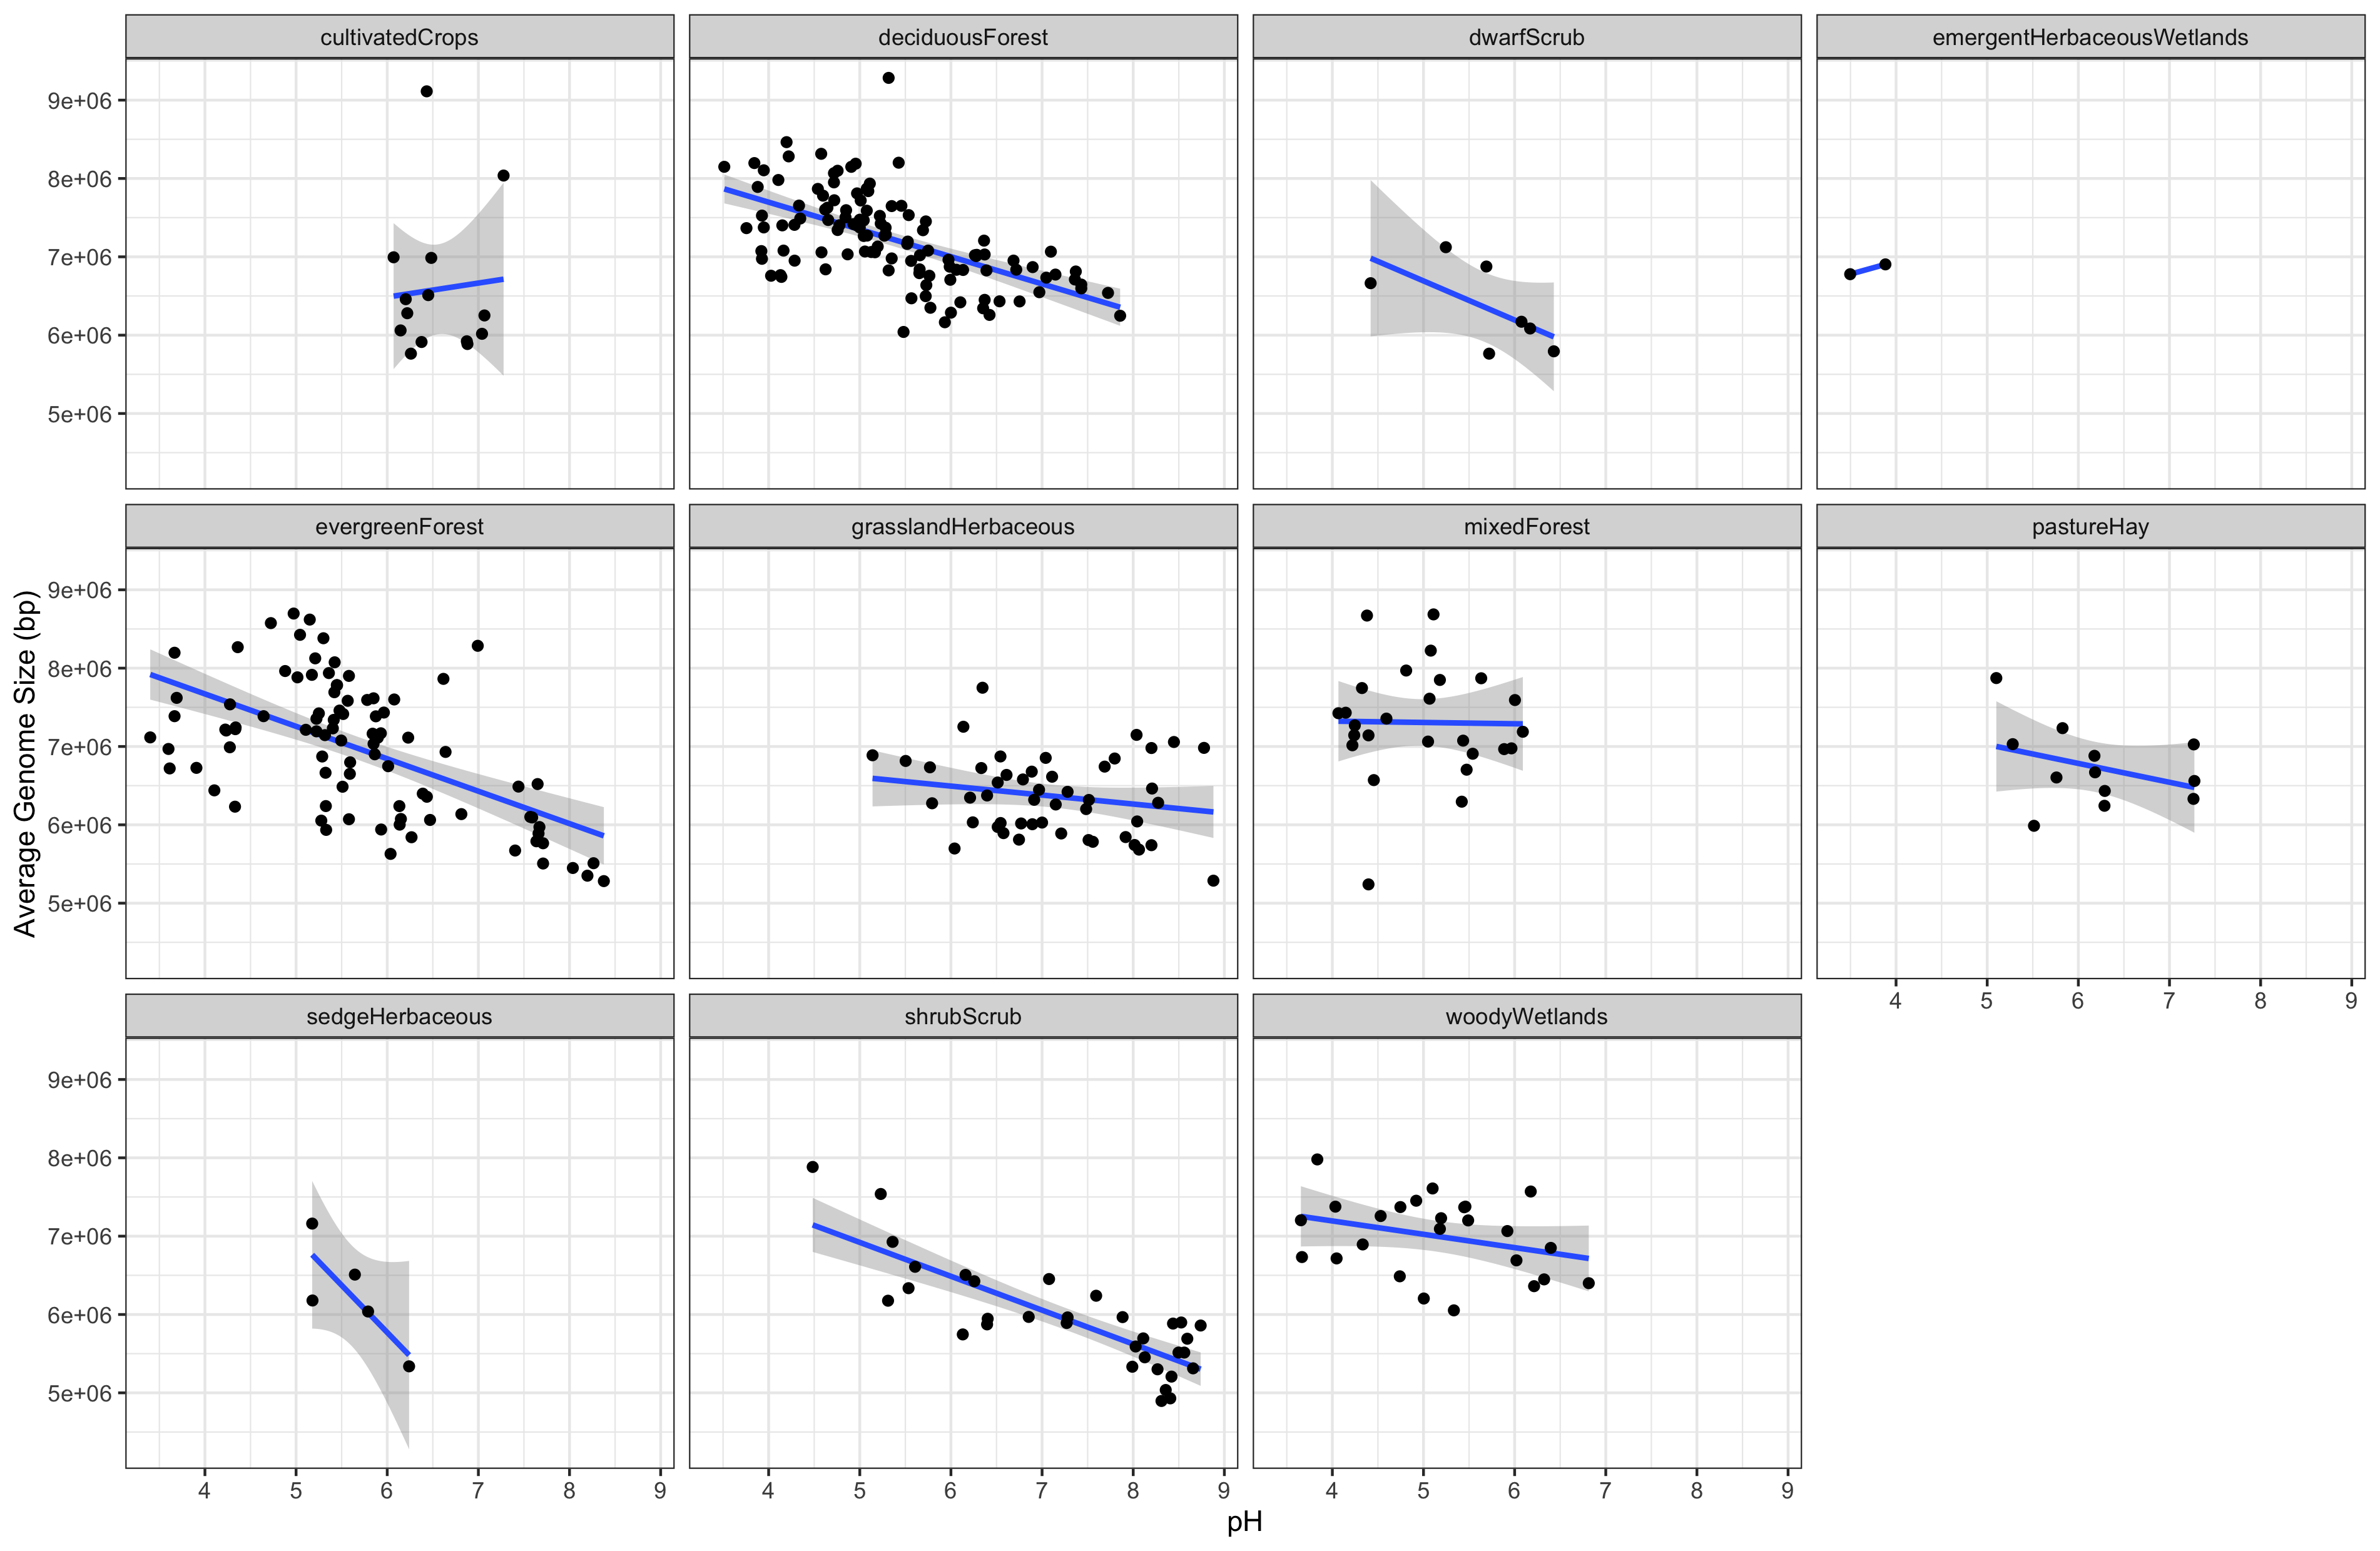 cultivatedCrops deciduousForest dwarfScrub emergentHerbaceousWetlands
9e+06
8e+06
7e+06
6e+06
5e+06
evergreenForest grasslandHerbaceous mixedForest pastureHay
9e+06
8e+06
7e+06
6e+06
5e+06
Average Genome Size (bp)
4 5 6 7 8 9
sedgeHerbaceous shrubScrub woodyWetlands
9e+06
8e+06
7e+06
6e+06
5e+06
4 5 6 7 8 9 4 5 6 7 8 9 4 5 6 7 8 9
pH